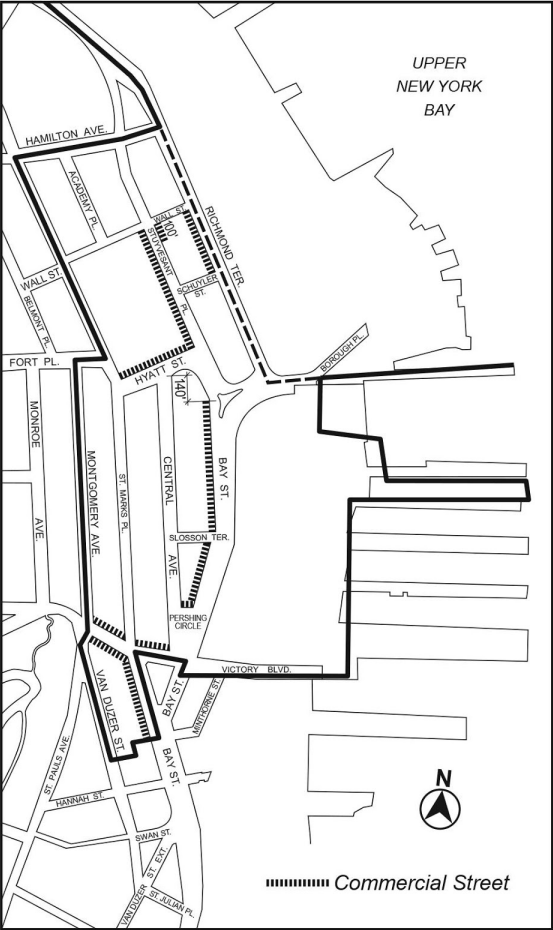 UPPER
NEW YORK
BAY
HAMILTON AVE.
ACADEMY PL.
WALL ST.
100'
STUYVESANT
PL.
RICHMOND TER.
SCHUYLER
ST.
WALL ST.
BELMONT PL.
FORT PL.
HYATT ST.
BOROUGH PL.
140'
MONROE
AVE.
MONTGOMERY AVE.
ST. MARKS PL.
CENTRAL
AVE.
BAY ST.
SLOSSON TER.
PERSHING
CIRCLE
VICTORY BLVD.
VAN DUZER ST.
BAY ST.
MINTHORNE ST.
ST. PAULS AVE.
BAY ST.
HANNAH ST.
SWAN ST.
VAN DUZER
ST. EXT.
ST. JULIAN PL.
N
Commercial Street